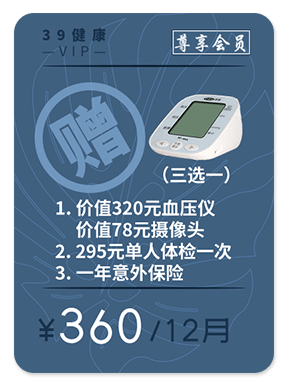 39健康
—VIP—
尊享会员
赠
（三选一）
1. 价值320元血压仪
价值78元摄像头
2. 295元单人体检一次
3. 一年意外保险
¥360/12月